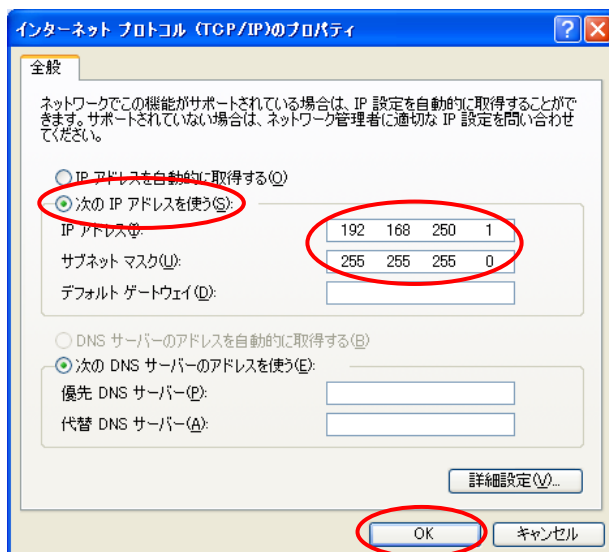 インターネット プロトコル (TCP/IP)のプロパティ
全般
ネットワークでこの機能がサポートされている場合は、IP 設定を自動的に取得することがで
きます。サポートされていない場合は、ネットワーク管理者に適切な IP 設定を問い合わせ
てください。
IP アドレスを自動的に取得する(O)
次の IP アドレスを使う(S):
IP アドレス(I): 192 168 250 1
サブネット マスク(U): 255 255 255 0
デフォルト ゲートウェイ(D):
DNS サーバーのアドレスを自動的に取得する(B)
次の DNS サーバーのアドレスを使う(E):
優先 DNS サーバー(P):
代替 DNS サーバー(A):
詳細設定(V)...
OK キャンセル